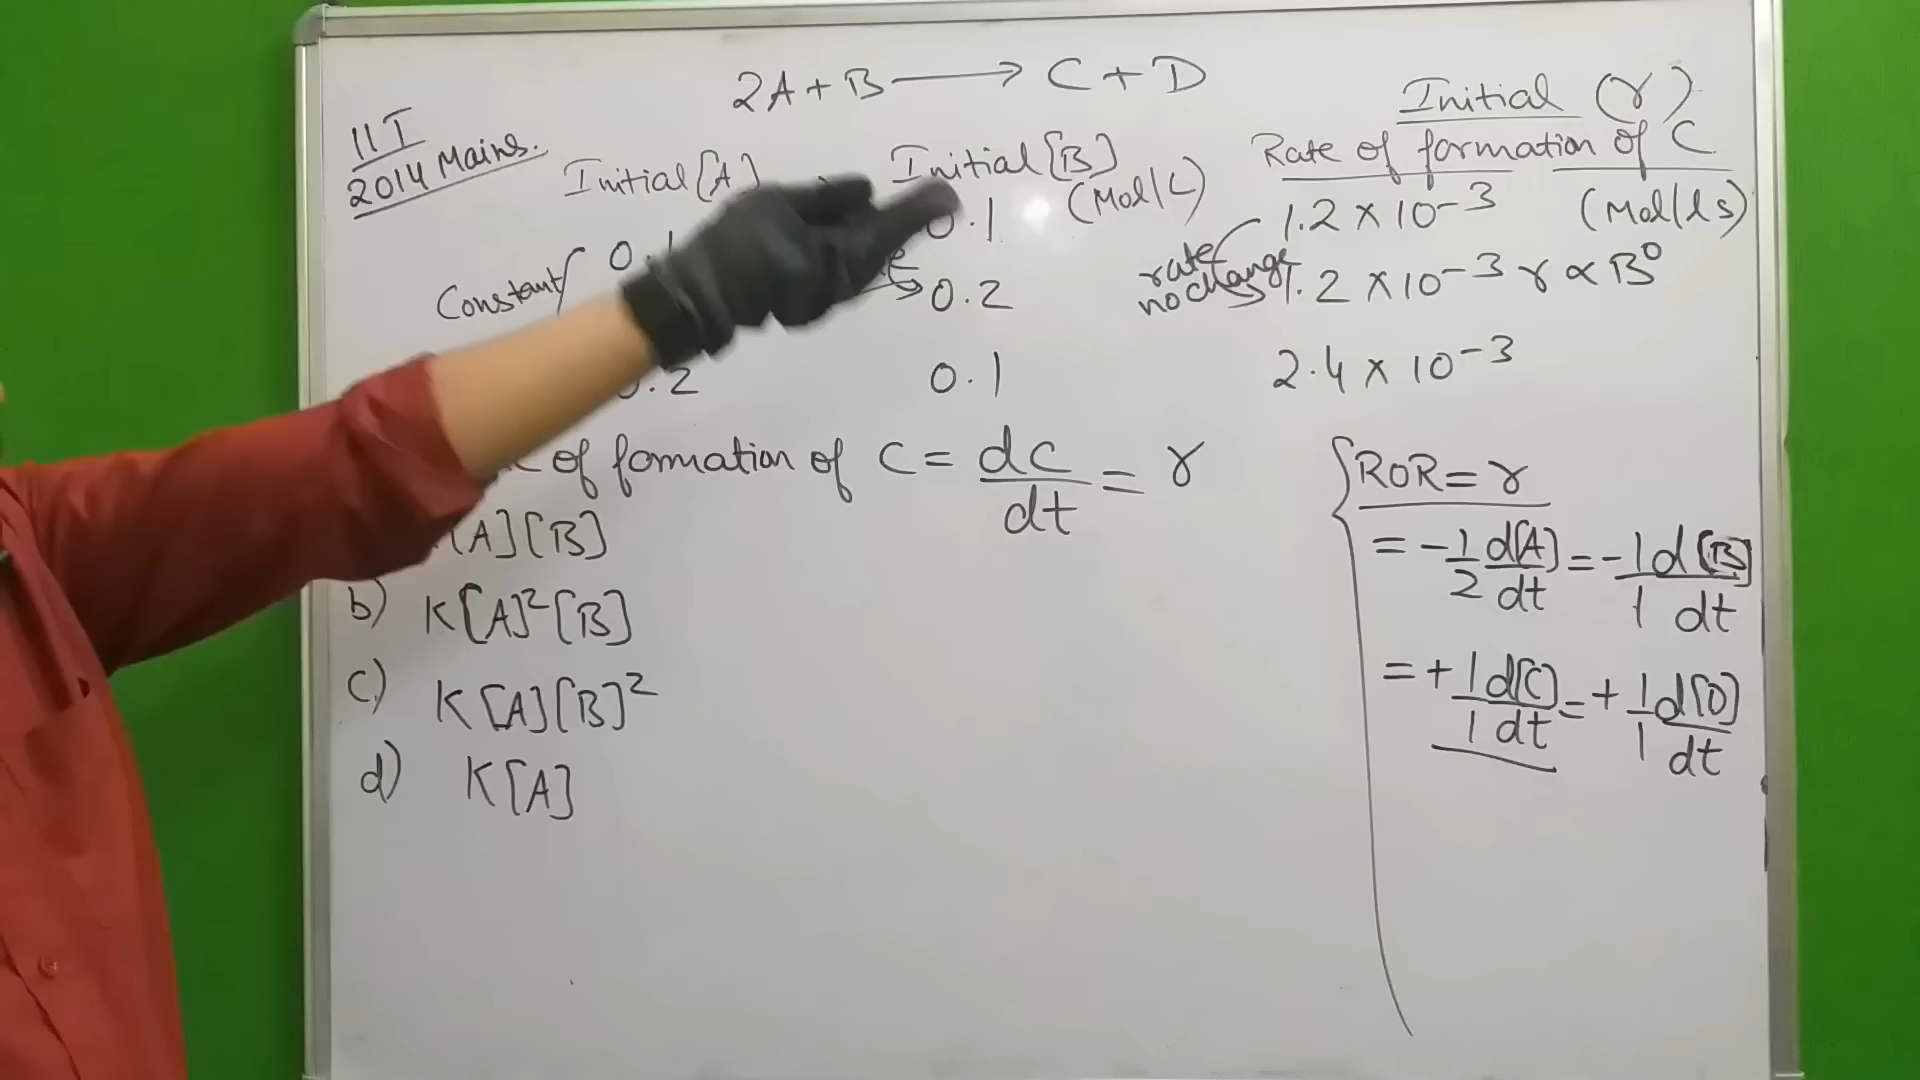 2A + B ⟶ C + D
IIT
2014 Mains.
Initial [A]
Initial [B]
(Mol/L)
Initial (r)
Rate of formation of C
(Mol/l s)
0.1 1.2 × 10⁻³
Constant 0.2 rate no change 1.2 × 10⁻³ r ∝ B⁰
0.1 2.4 × 10⁻³
of formation of C = dc/dt = r
[A][B]
b) K[A]²[B]
c) K[A][B]²
d) K[A]
ROR = r
= -1/2 d[A]/dt = -1/1 d[B]/dt
= +1/1 d[C]/dt = +1/1 d[D]/dt